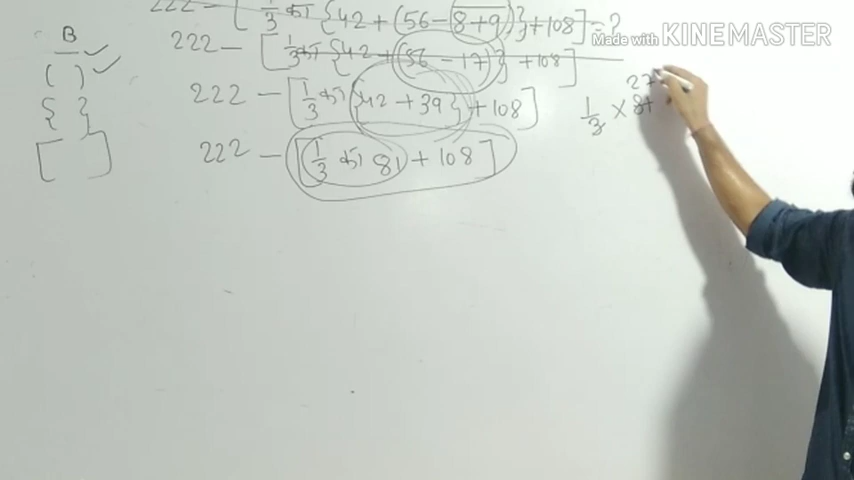 222 — [ 1/3 का {42 + (56 - 8+9)} + 108 ] = ?
Made with KINEMASTER
B
222 — [ 1/3 का {42 + (56 - 17)} + 108 ]
( )
222 — [ 1/3 का {42 + 39} + 108 ]
27
1/3 × 81
{ }
222 — [ 1/3 का 81 + 108 ]
[ ]